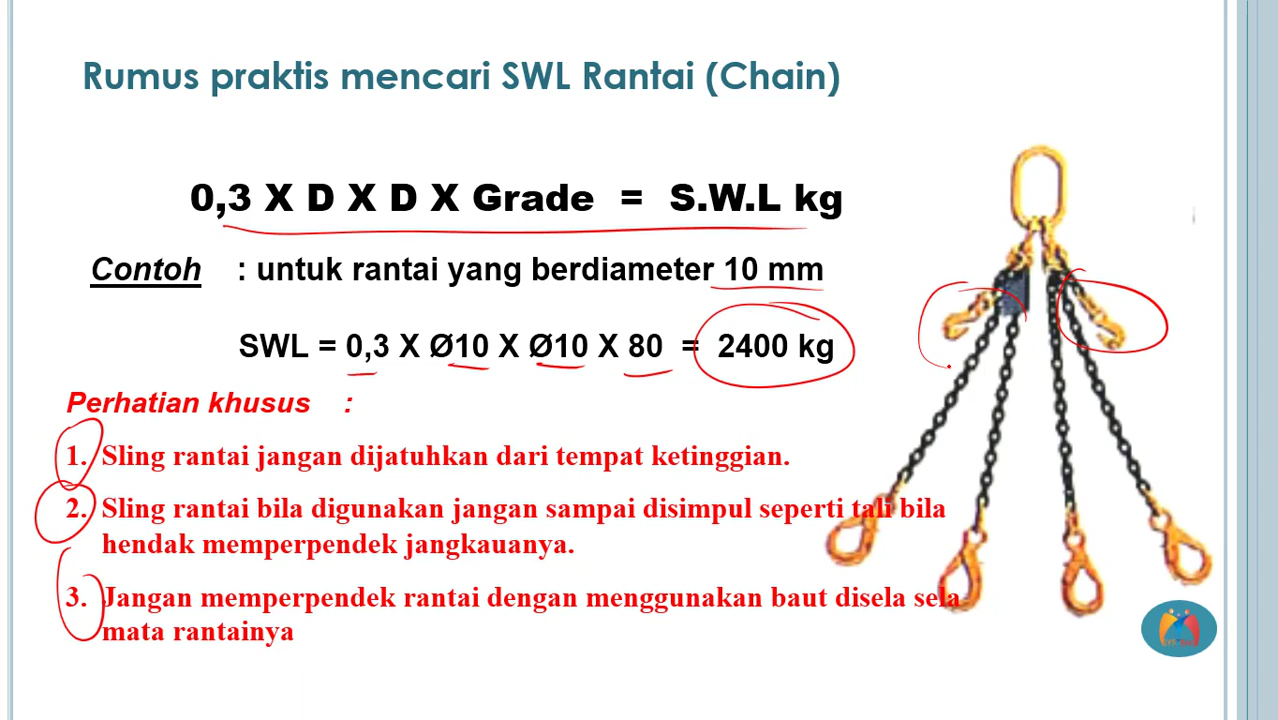 Rumus praktis mencari SWL Rantai (Chain)
0,3 X D X D X Grade = S.W.L kg
Contoh : untuk rantai yang berdiameter 10 mm
SWL = 0,3 X Ø10 X Ø10 X 80 = 2400 kg
Perhatian khusus :
1. Sling rantai jangan dijatuhkan dari tempat ketinggian.
2. Sling rantai bila digunakan jangan sampai disimpul seperti tali bila
hendak memperpendek jangkauanya.
3. Jangan memperpendek rantai dengan menggunakan baut disela sela
mata rantainya